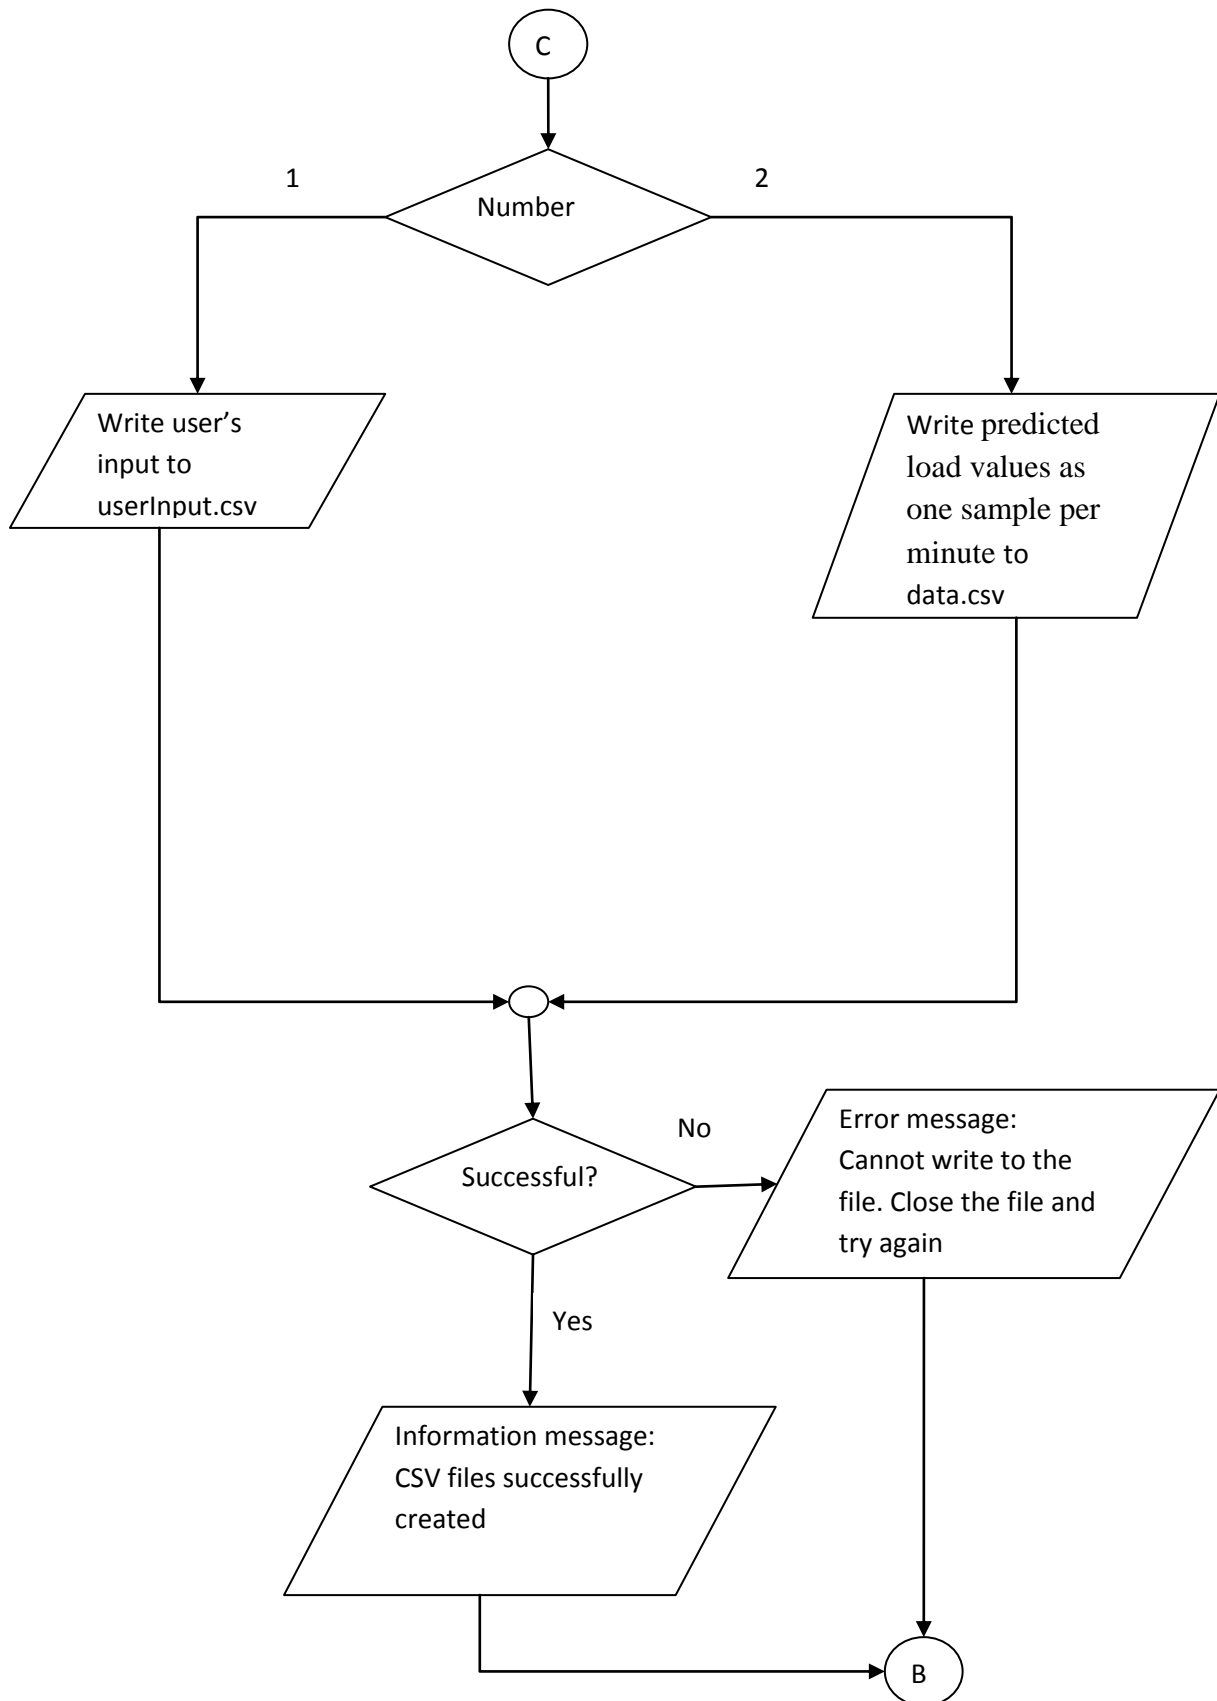 C
1
2
Number
Write user’s
input to
userInput.csv
Write predicted
load values as
one sample per
minute to
data.csv
No
Successful?
Error message:
Cannot write to the
file. Close the file and
try again
Yes
Information message:
CSV files successfully
created
B